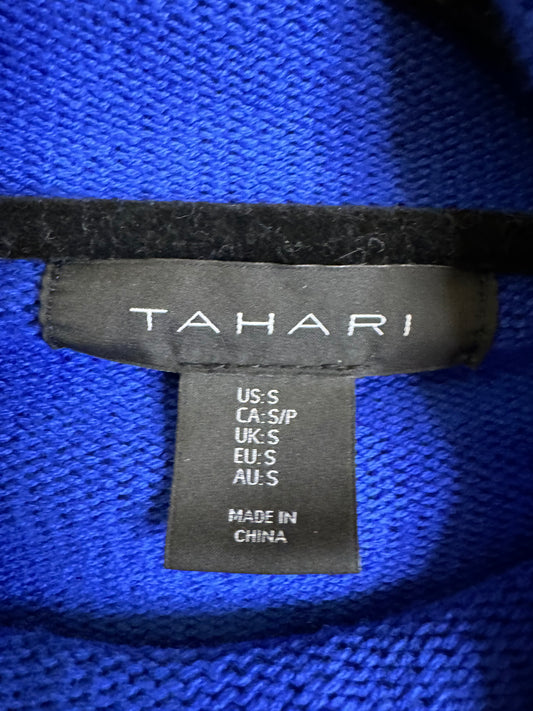 TAHARI
US: S
CA: S/P
UK: S
EU: S
AU: S
MADE IN
CHINA